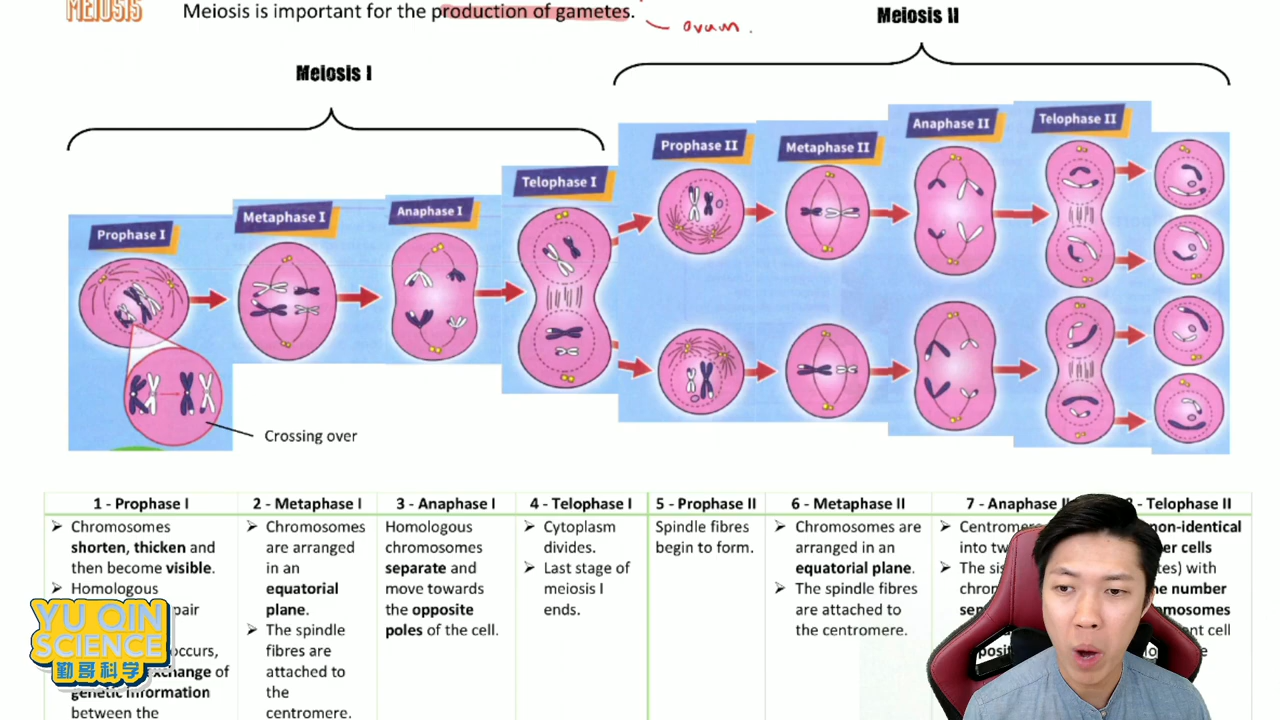 MEIOSIS
Meiosis is important for the production of gametes.
ovum.
Meiosis I
Meiosis II
Prophase I
Metaphase I
Anaphase I
Telophase I
Prophase II
Metaphase II
Anaphase II
Telophase II
Crossing over
1 - Prophase I
Chromosomes
shorten, thicken and
then become visible.
Homologous
pair
occurs,
exchange of
genetic information
between the
2 - Metaphase I
Chromosomes
are arranged
in an
equatorial
plane.
The spindle
fibres are
attached to
the
centromere.
3 - Anaphase I
Homologous
chromosomes
separate and
move towards
the opposite
poles of the cell.
4 - Telophase I
Cytoplasm
divides.
Last stage of
meiosis I
ends.
5 - Prophase II
Spindle fibres
begin to form.
6 - Metaphase II
Chromosomes are
arranged in an
equatorial plane.
The spindle fibres
are attached to
the centromere.
7 - Anaphase II
into tw
The sis
- Telophase II
non-identical
cells
with
number
cell
YU QIN
SCIENCE
勤哥科学